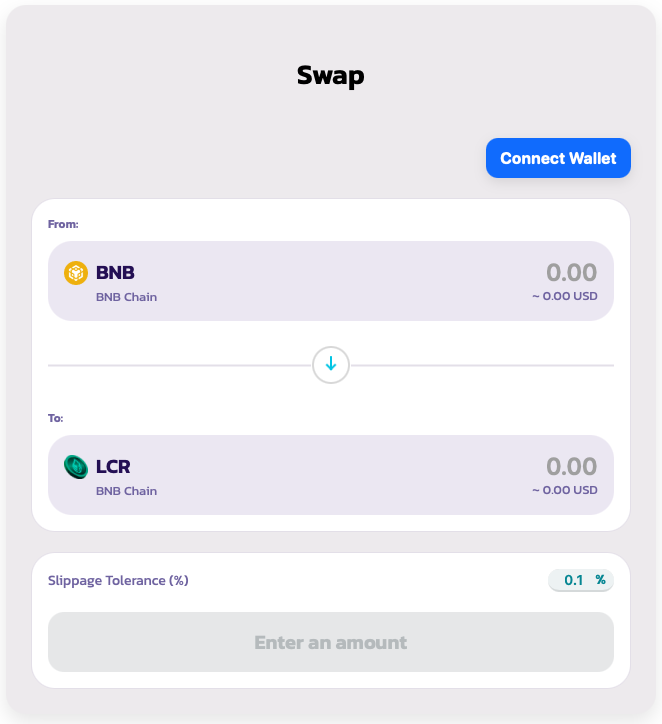 Swap
Connect Wallet
From:
BNB 0.00
BNB Chain ~ 0.00 USD
To:
LCR 0.00
BNB Chain ~ 0.00 USD
Slippage Tolerance (%) 0.1 %
Enter an amount